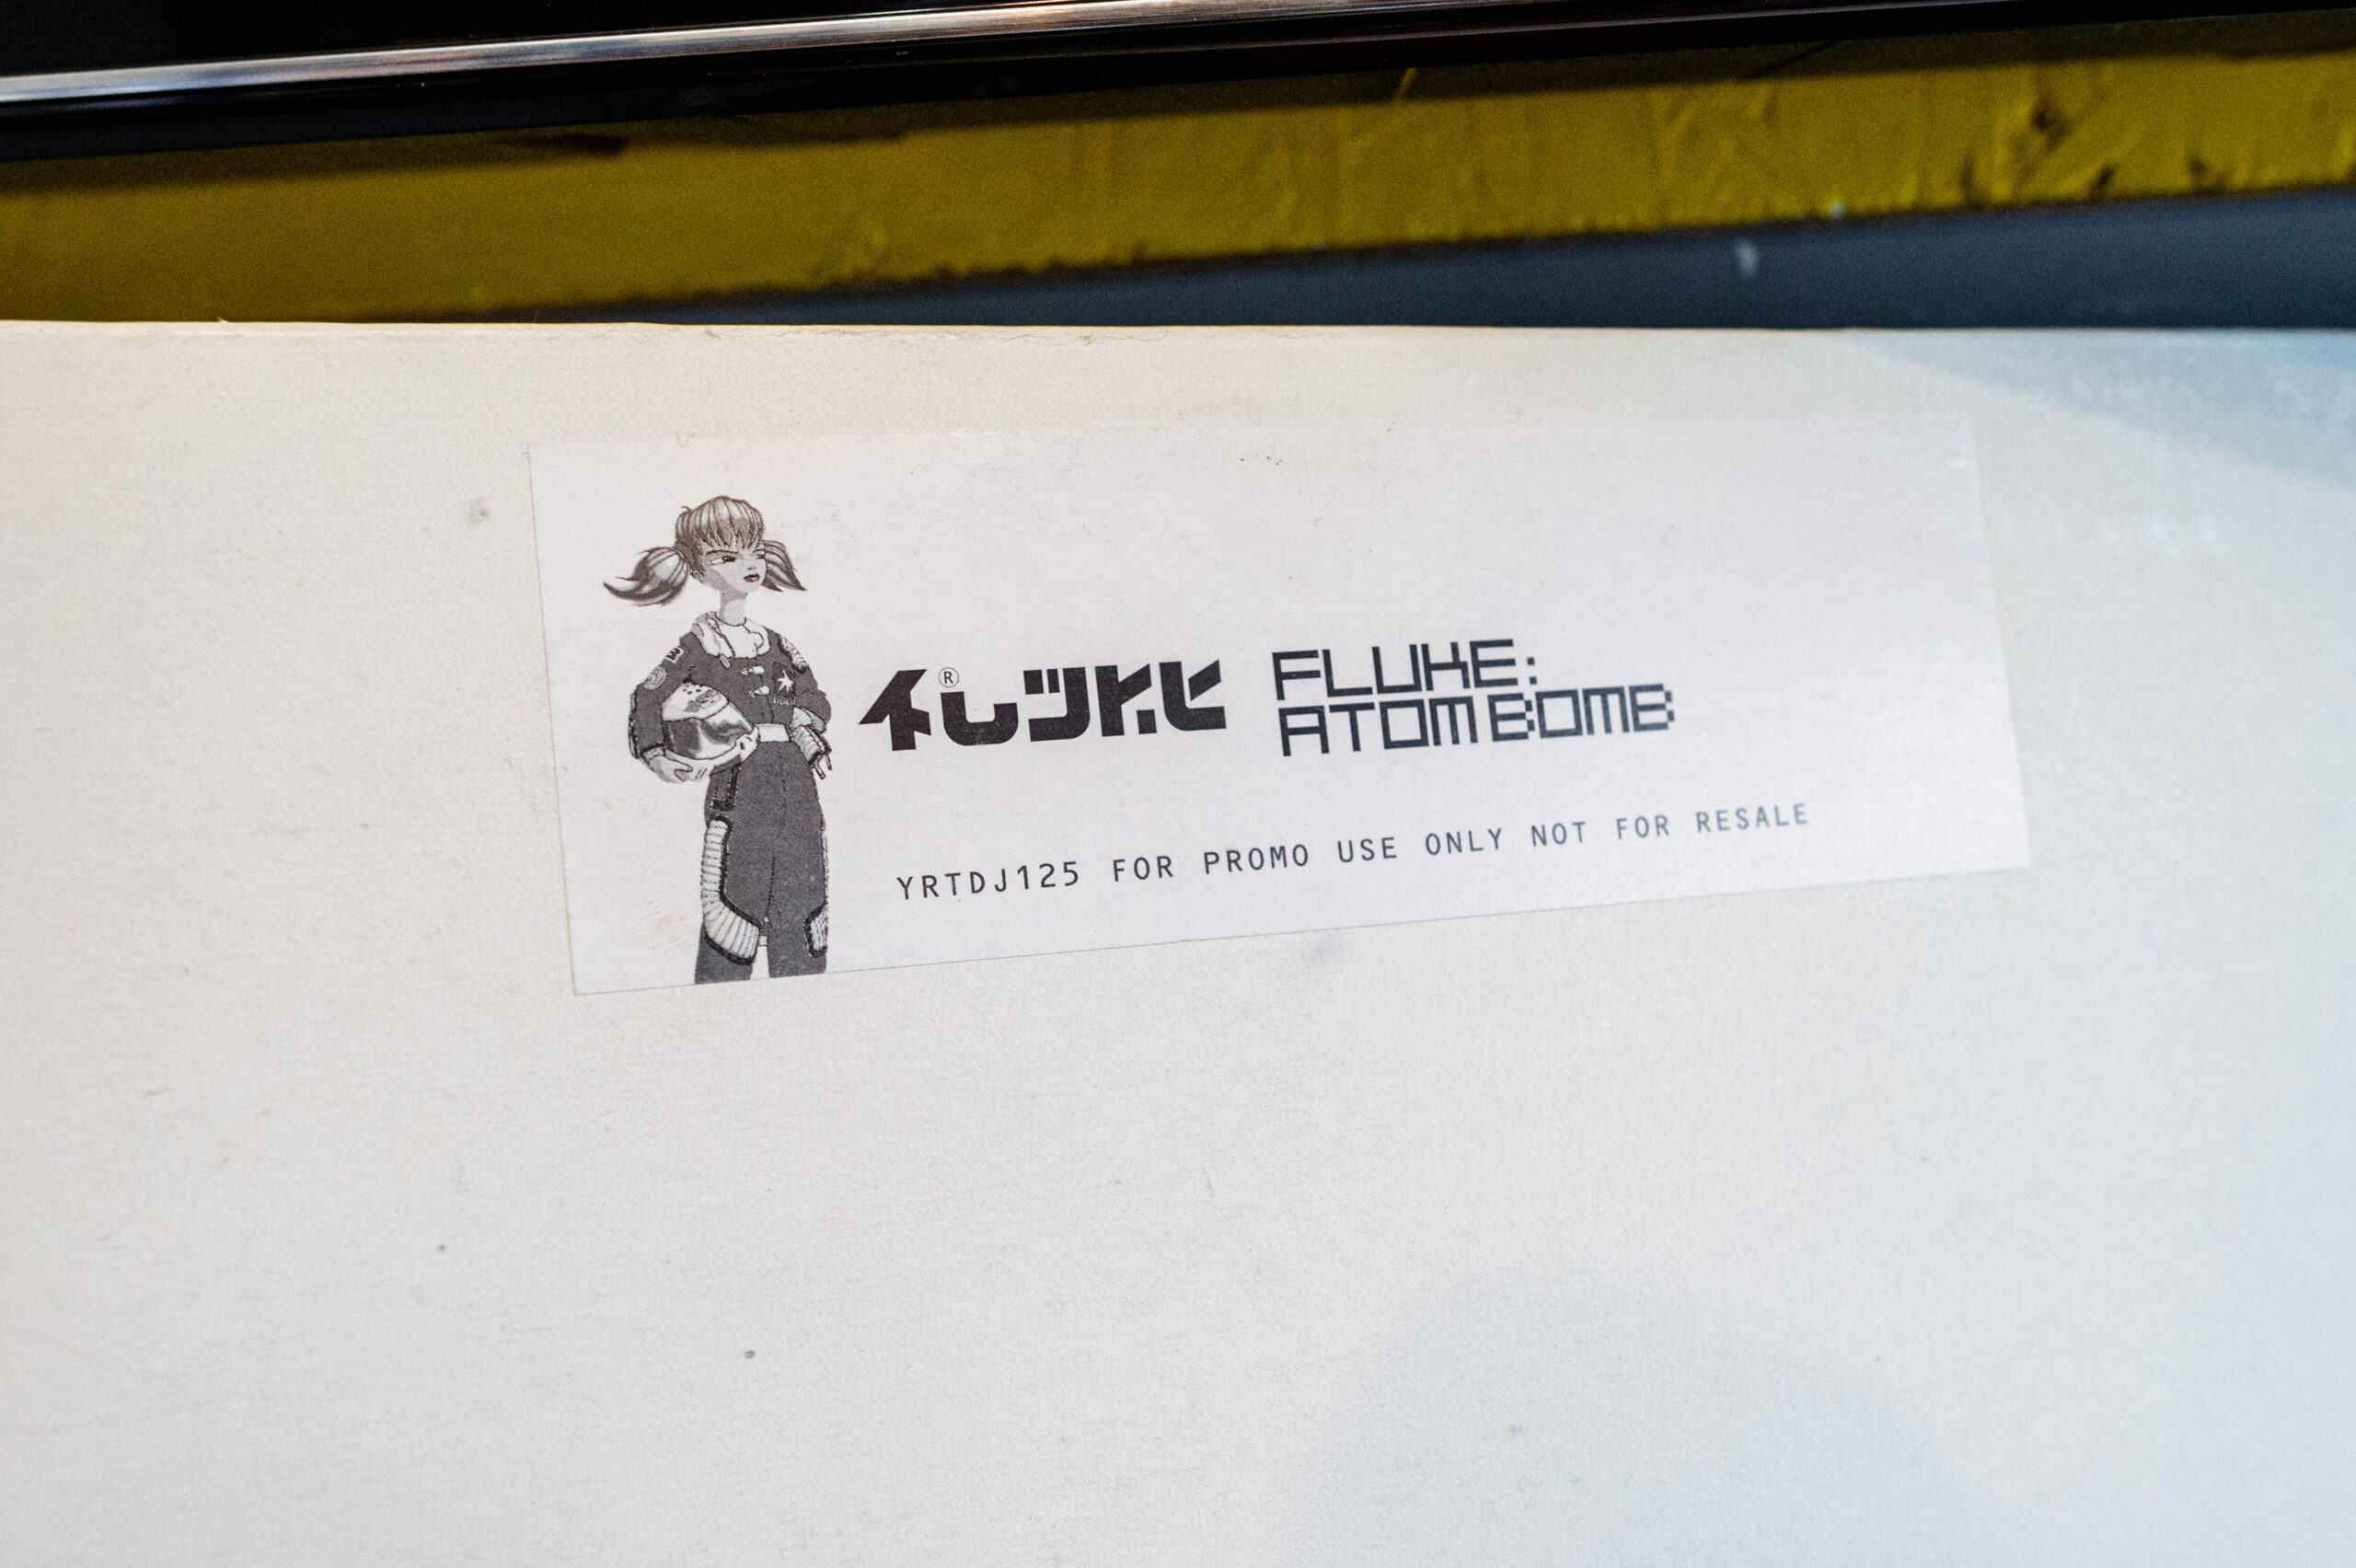 FLUKE:
ATOM BOMB
YRTDJ125 FOR PROMO USE ONLY NOT FOR RESALE